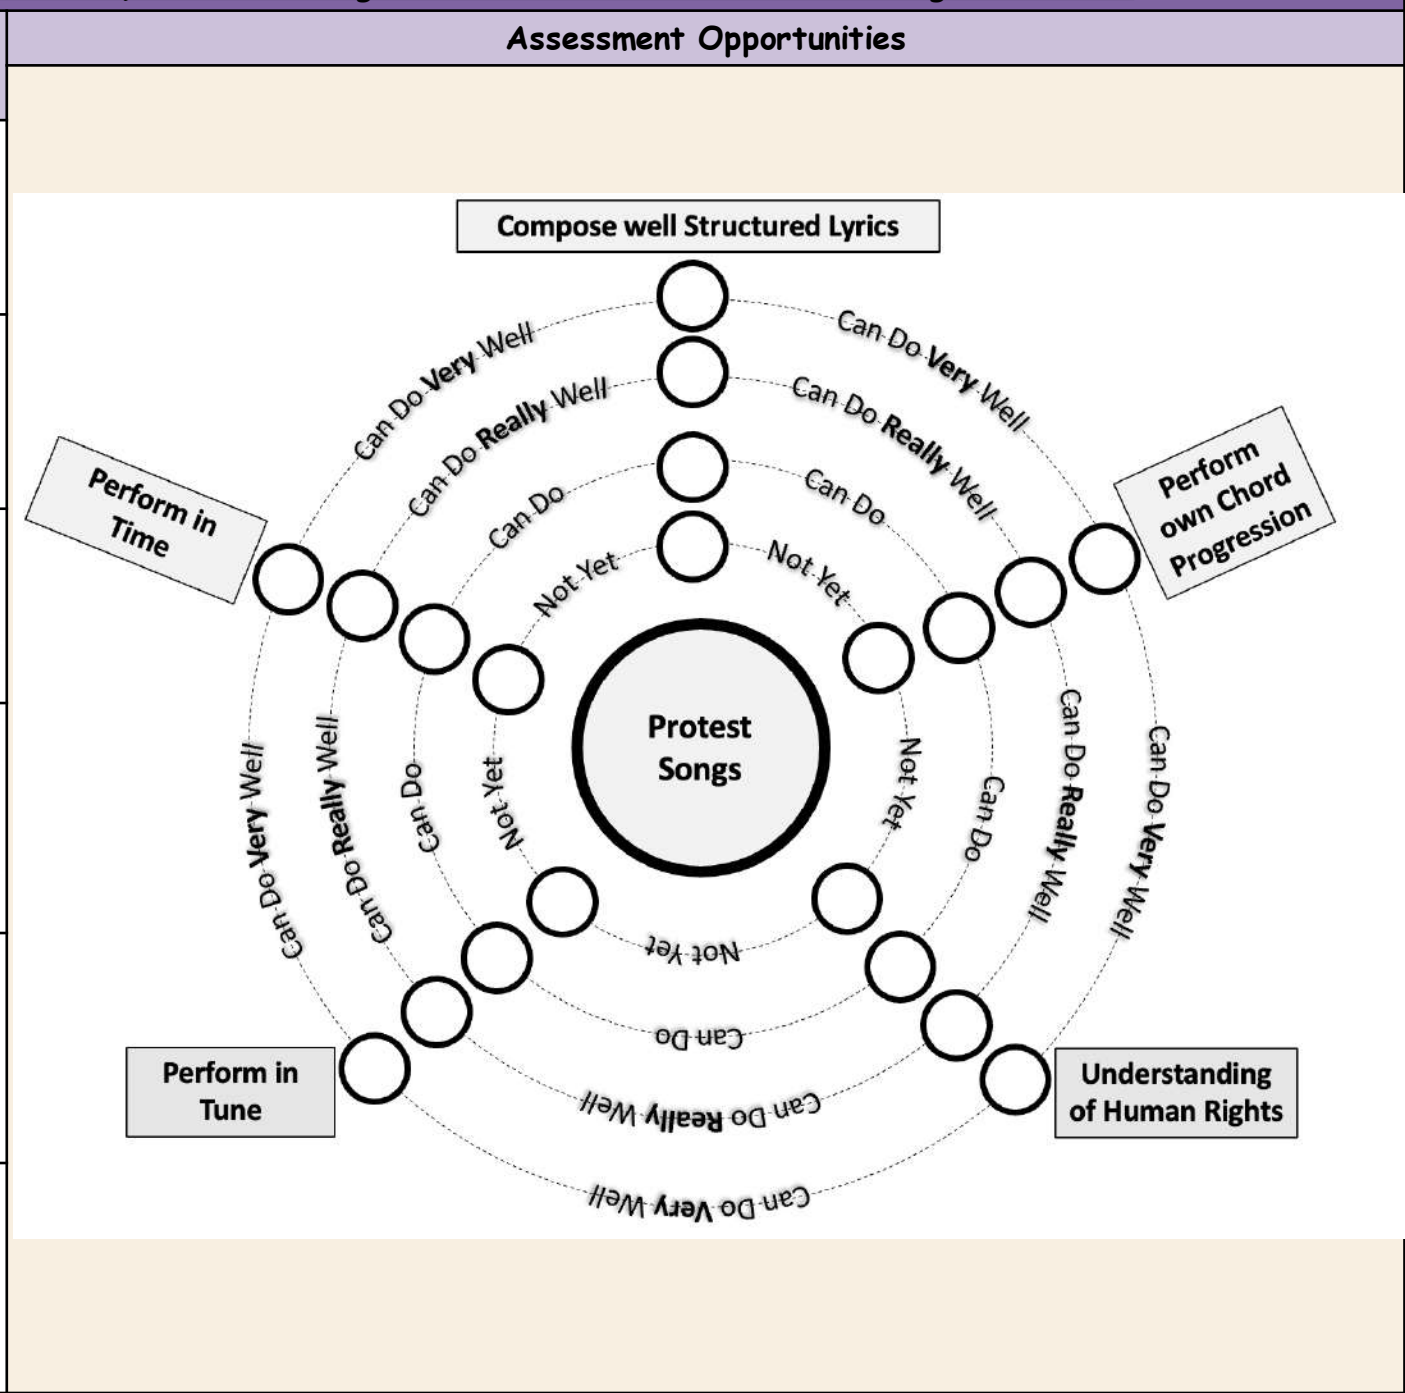 Assessment Opportunities
Compose well Structured Lyrics
Can Do Very Well
Can Do Very Well
Can Do Really Well
Can Do Really Well
Can Do
Can Do
Not Yet
Not Yet
Perform in
Time
Perform
own Chord
Progression
Protest
Songs
Can Do Very Well
Can Do Really Well
Can Do
Not Yet
Not Yet
Can Do
Can Do Really Well
Can Do Very Well
Not Yet
Can Do
Can Do Really Well
Can Do Very Well
Perform in
Tune
Understanding
of Human Rights